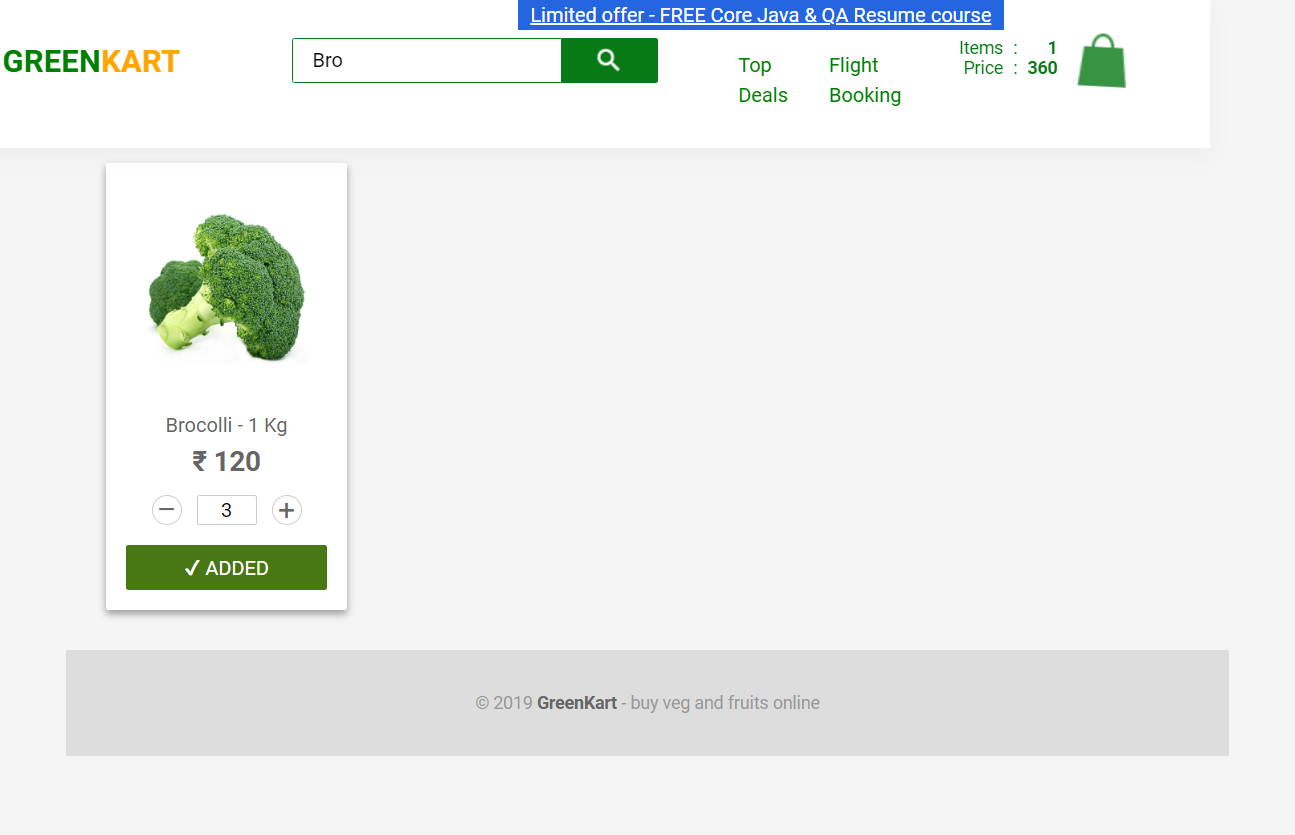 Limited offer - FREE Core Java & QA Resume course
GREENKART
Bro
Top Deals
Flight Booking
Items : 1
Price : 360
Brocolli - 1 Kg
₹ 120
− 3 +
✓ ADDED
© 2019 GreenKart - buy veg and fruits online